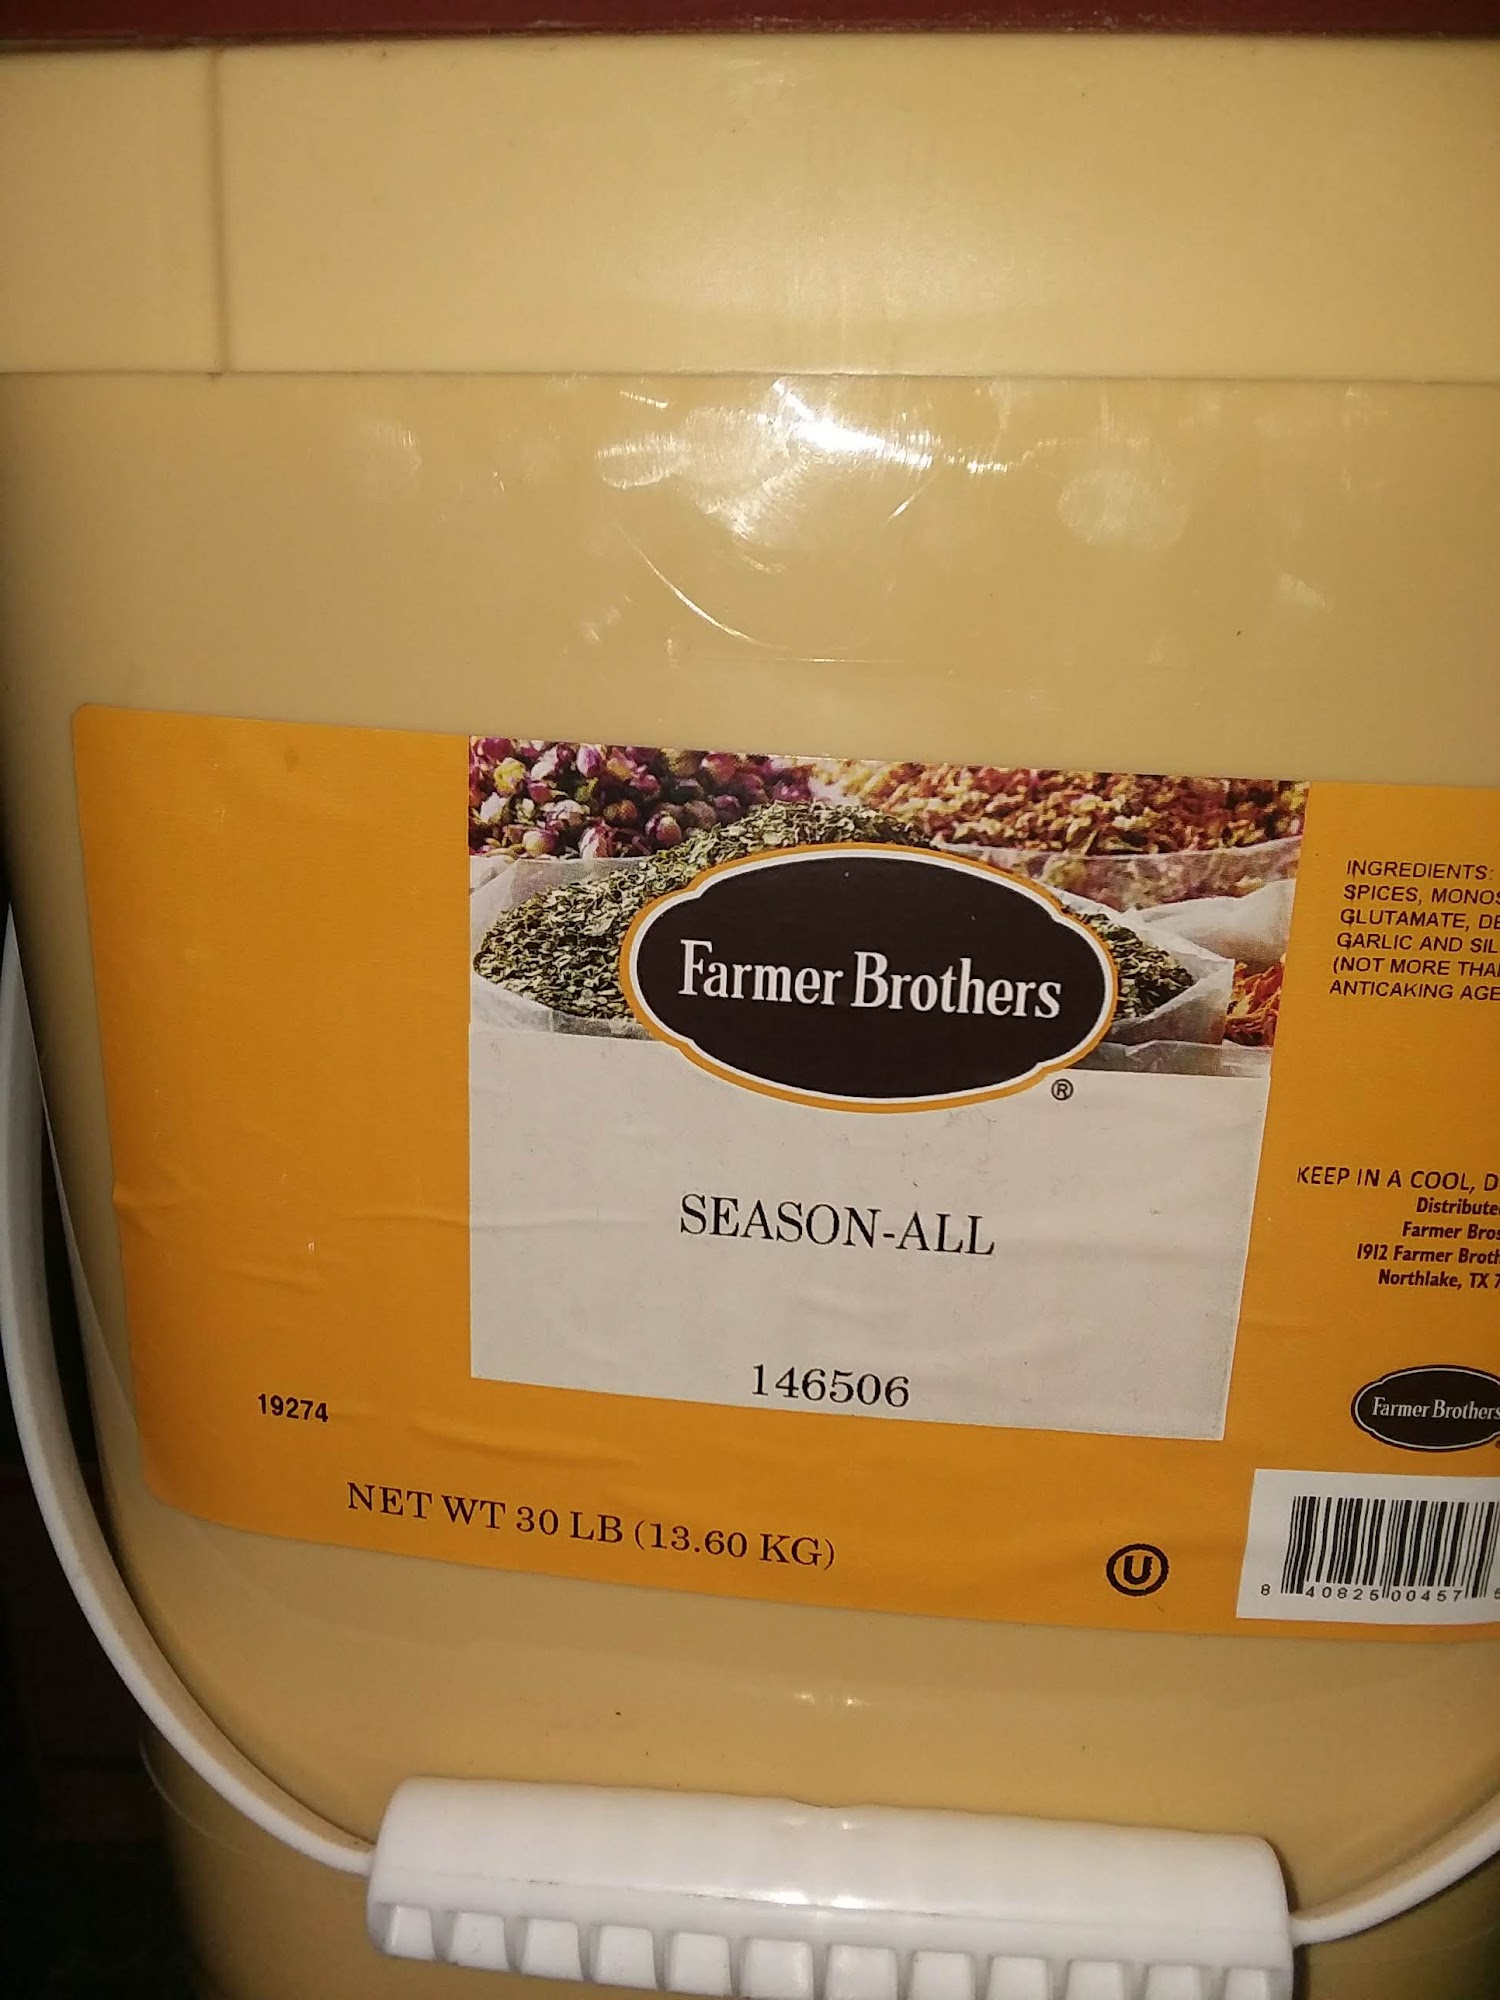 Farmer Brothers
®
SEASON-ALL
146506
19274
NET WT 30 LB (13.60 KG)
U
INGREDIENTS:
SPICES, MONOS
GLUTAMATE, DE
GARLIC AND SIL
(NOT MORE THA
ANTICAKING AGE
KEEP IN A COOL, D
Distribute
Farmer Bros
1912 Farmer Broth
Northlake, TX 7
Farmer Brothers
8 40825 00457